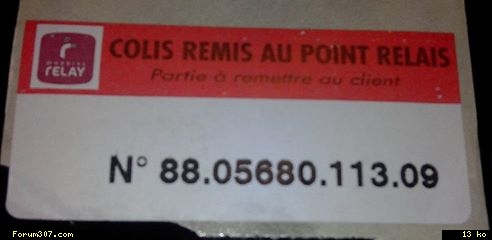 MONDIAL
RELAY
COLIS REMIS AU POINT RELAIS
Partie à remettre au client
N° 88.05680.113.09
Forum307.com
13 ko